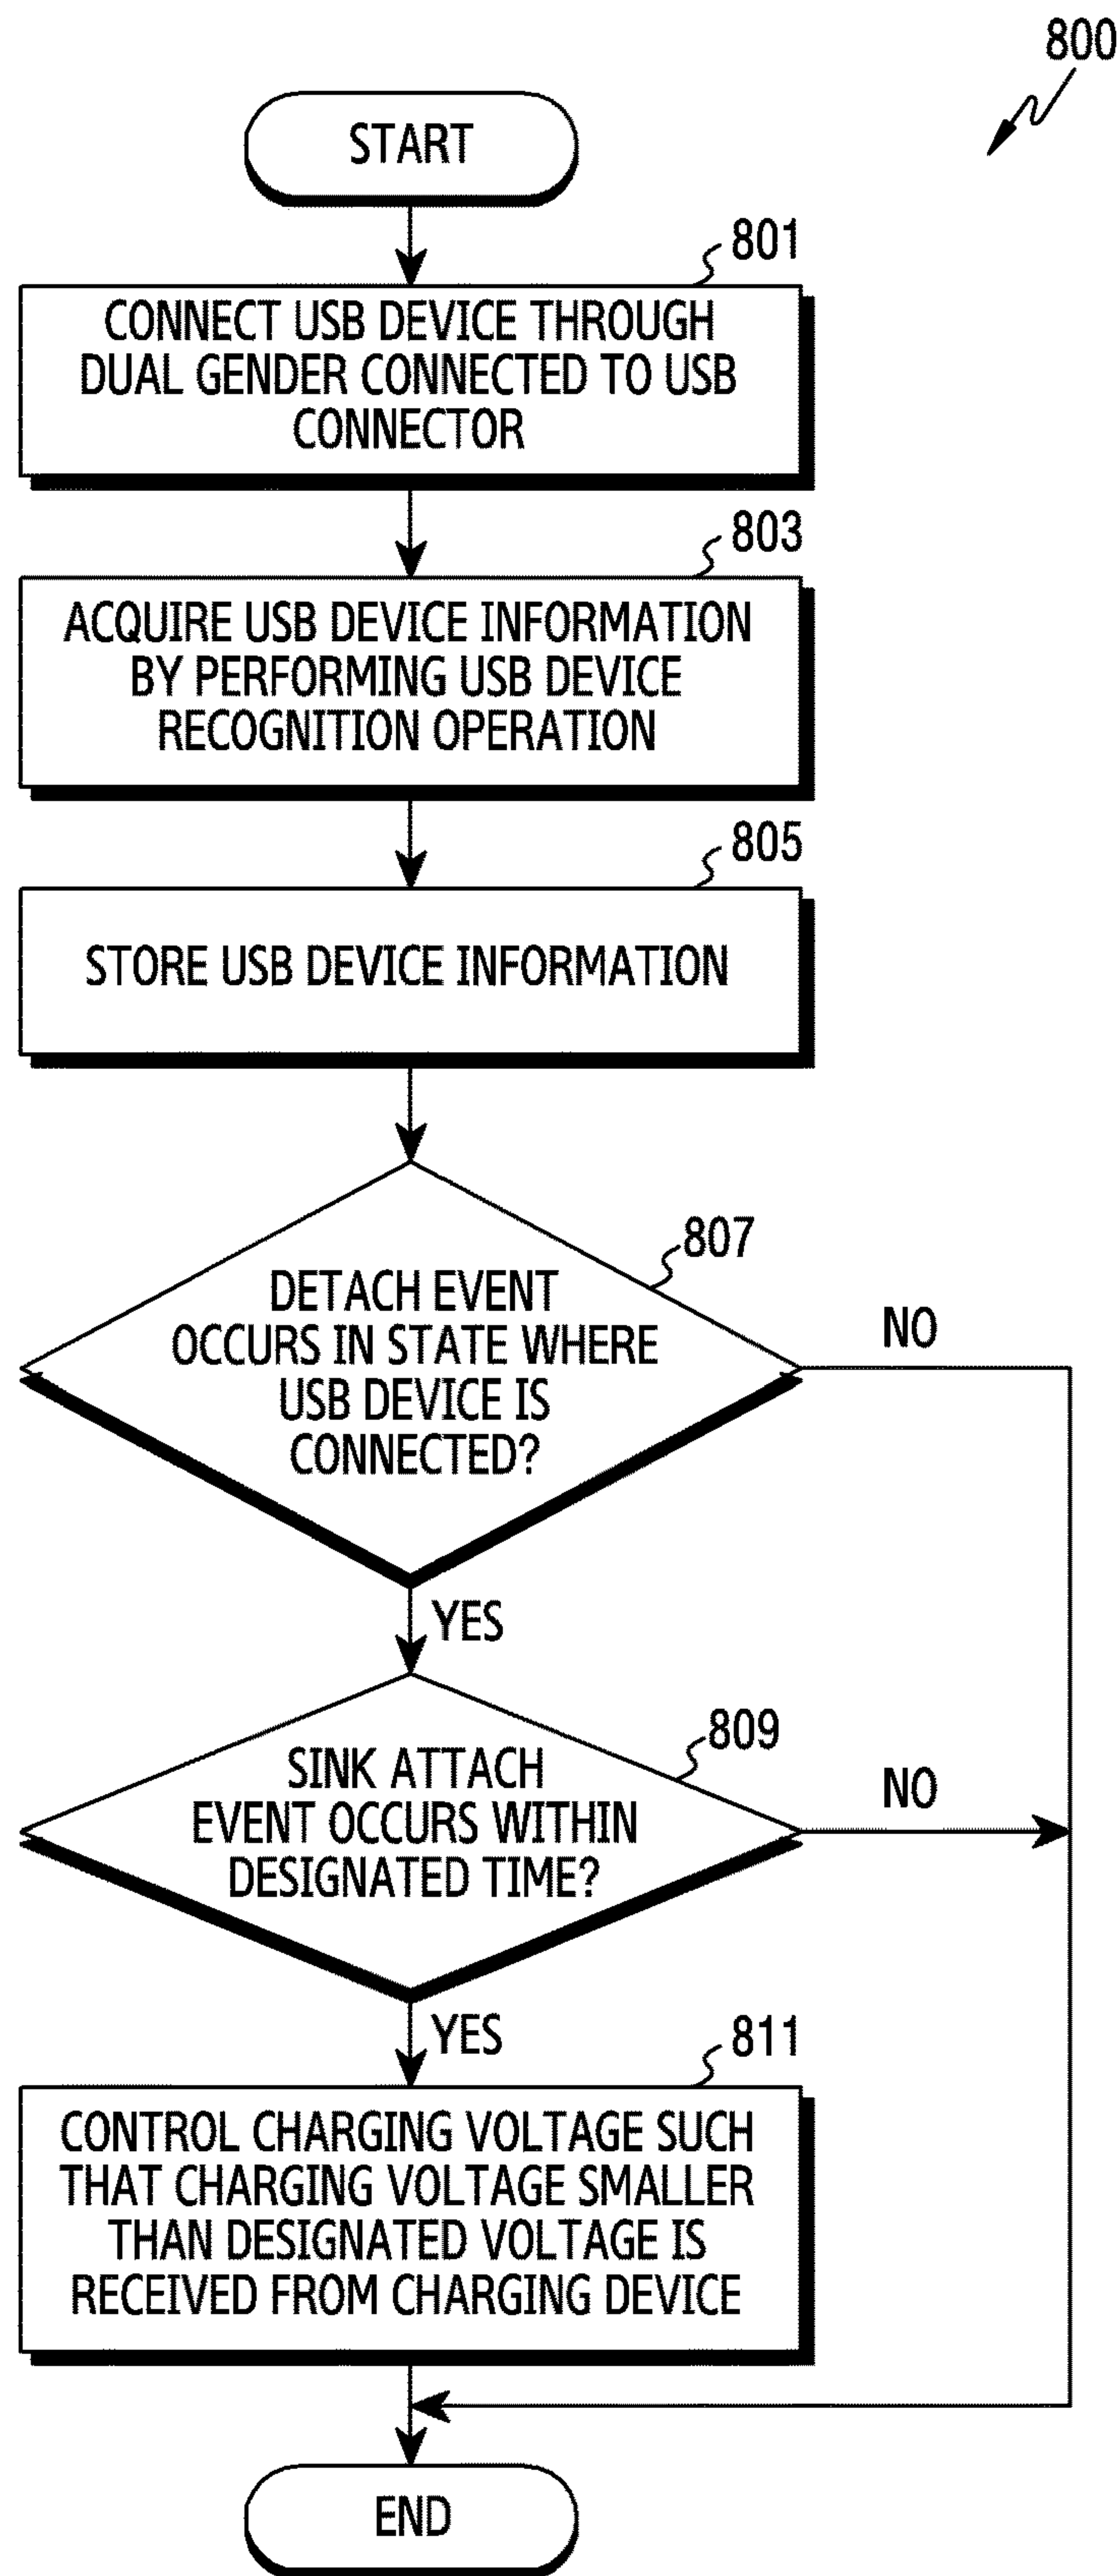 800
START
801
CONNECT USB DEVICE THROUGH
DUAL GENDER CONNECTED TO USB
CONNECTOR
803
ACQUIRE USB DEVICE INFORMATION
BY PERFORMING USB DEVICE
RECOGNITION OPERATION
805
STORE USB DEVICE INFORMATION
807
DETACH EVENT
OCCURS IN STATE WHERE
USB DEVICE IS
CONNECTED?
NO
YES
809
SINK ATTACH
EVENT OCCURS WITHIN
DESIGNATED TIME?
NO
YES
811
CONTROL CHARGING VOLTAGE SUCH
THAT CHARGING VOLTAGE SMALLER
THAN DESIGNATED VOLTAGE IS
RECEIVED FROM CHARGING DEVICE
END